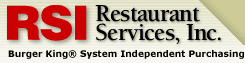 RSI Restaurant
Services, Inc.
Burger King® System Independent Purchasing